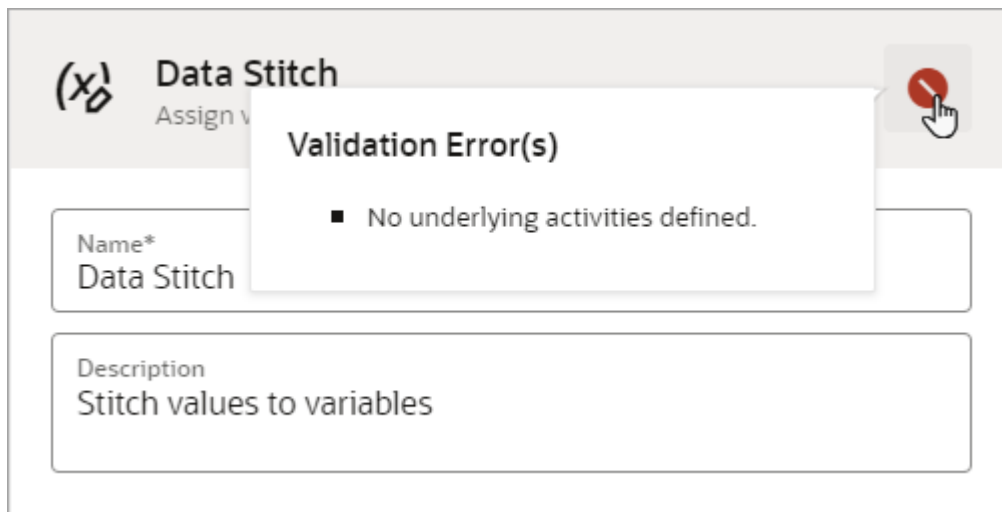 Data Stitch
Assign v
Validation Error(s)
No underlying activities defined.
Name*
Data Stitch
Description
Stitch values to variables